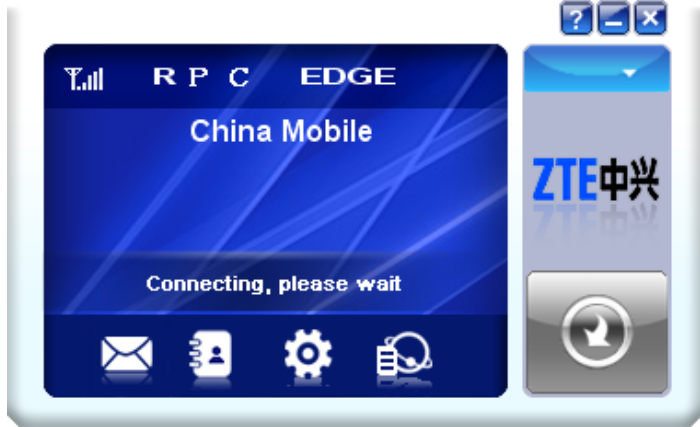 ?
R P C EDGE
China Mobile
ZTE中兴
Connecting, please wait